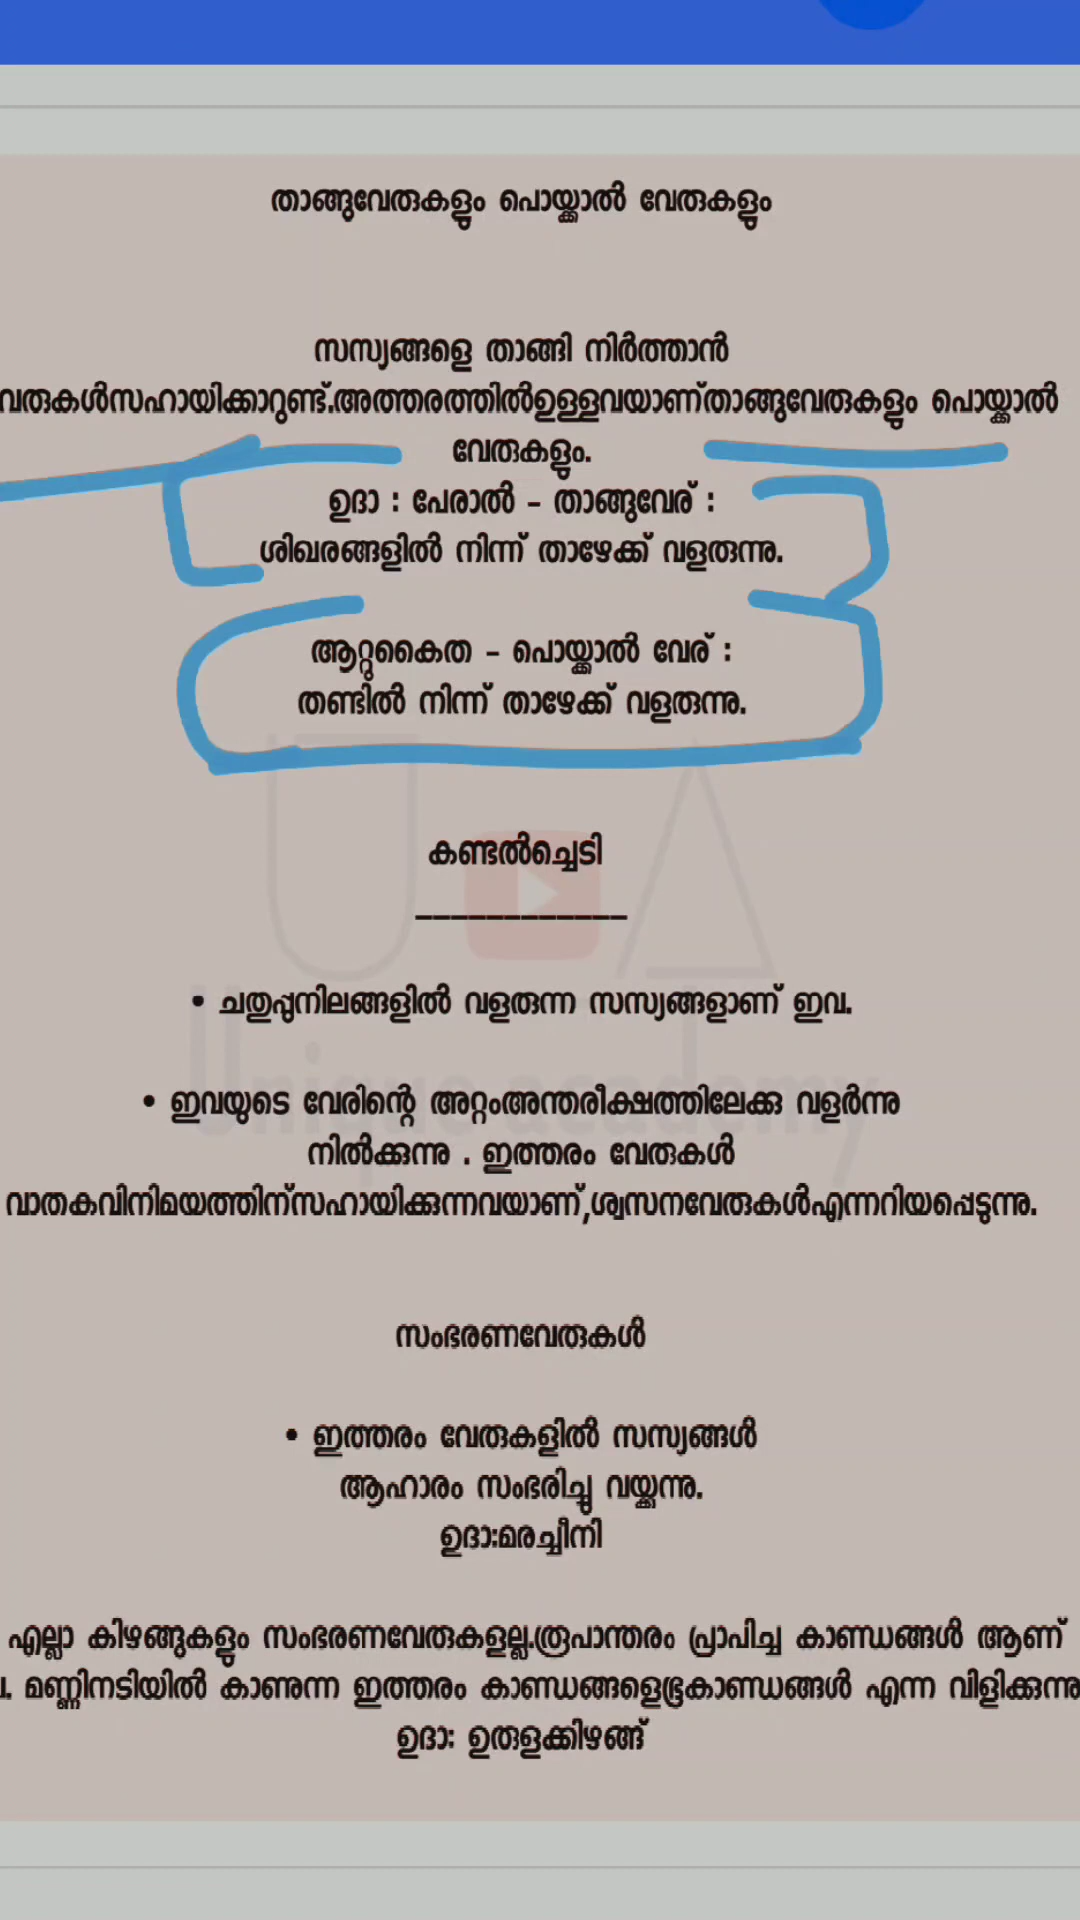 താങ്ങുവേരുകളും പൊയ്ക്കാൽ വേരുകളും
സസ്യങ്ങളെ താങ്ങി നിർത്താൻ
വേരുകൾസഹായിക്കാറുണ്ട്.അത്തരത്തിൽഉള്ളവയാണ്താങ്ങുവേരുകളും പൊയ്ക്കാൽ
വേരുകളും.
ഉദാ : പേരാൽ – താങ്ങുവേര് :
ശിഖരങ്ങളിൽ നിന്ന് താഴേക്ക് വളരുന്നു.
ആറ്റുകൈത – പൊയ്ക്കാൽ വേര് :
തണ്ടിൽ നിന്ന് താഴേക്ക് വളരുന്നു.
കണ്ടൽച്ചെടി
____________
• ചതുപ്പുനിലങ്ങളിൽ വളരുന്ന സസ്യങ്ങളാണ് ഇവ.
• ഇവയുടെ വേരിന്റെ അറ്റംഅന്തരീക്ഷത്തിലേക്കു വളർന്നു
നിൽക്കുന്നു . ഇത്തരം വേരുകൾ
വാതകവിനിമയത്തിന്സഹായിക്കുന്നവയാണ്,ശ്വസനവേരുകൾഎന്നറിയപ്പെടുന്നു.
Unique academy
സംഭരണവേരുകൾ
• ഇത്തരം വേരുകളിൽ സസ്യങ്ങൾ
ആഹാരം സംഭരിച്ചു വയ്ക്കുന്നു.
ഉദാ:മരച്ചീനി
എല്ലാ കിഴങ്ങുകളും സംഭരണവേരുകളല്ല.രൂപാന്തരം പ്രാപിച്ച കാണ്ഡങ്ങൾ ആണ്
മണ്ണിനടിയിൽ കാണുന്ന ഇത്തരം കാണ്ഡങ്ങളെഭൂകാണ്ഡങ്ങൾ എന്ന വിളിക്കുന്നു
ഉദാ: ഉരുളക്കിഴങ്ങ്